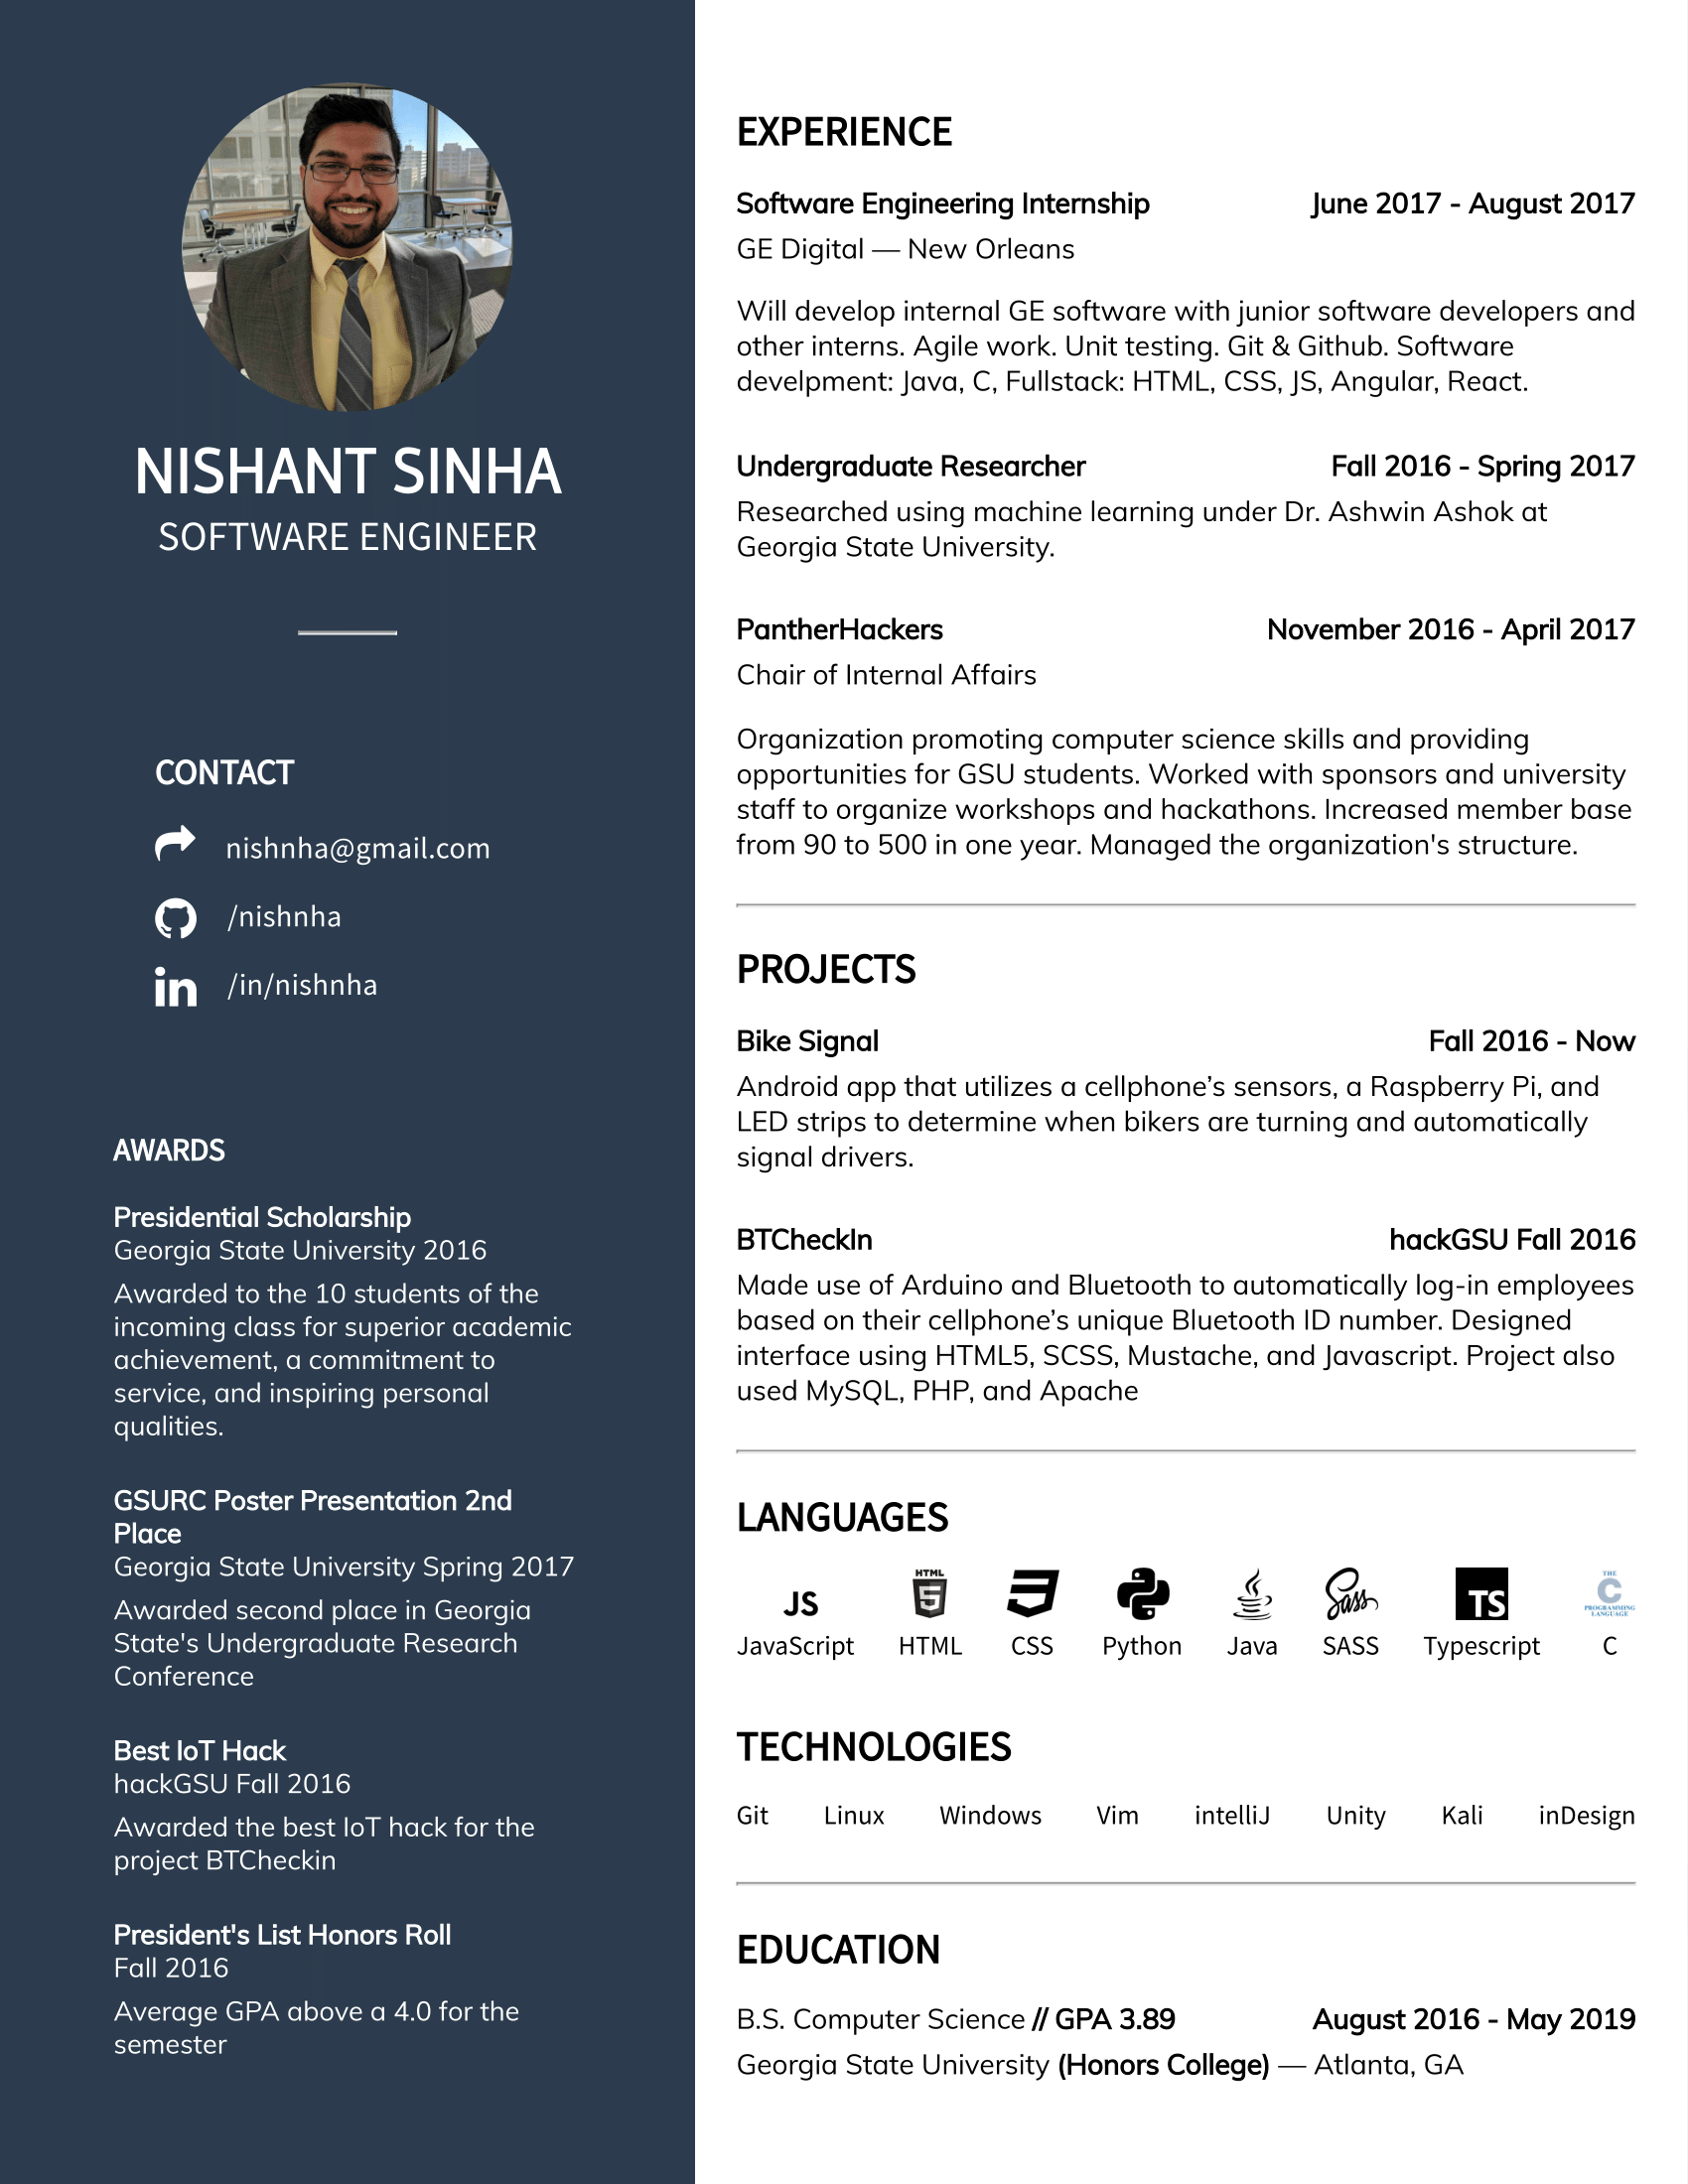 NISHANT SINHA
SOFTWARE ENGINEER
CONTACT
nishnha@gmail.com
/nishnha
in /in/nishnha
AWARDS
Presidential Scholarship
Georgia State University 2016
Awarded to the 10 students of the
incoming class for superior academic
achievement, a commitment to
service, and inspiring personal
qualities.
GSURC Poster Presentation 2nd
Place
Georgia State University Spring 2017
Awarded second place in Georgia
State's Undergraduate Research
Conference
Best IoT Hack
hackGSU Fall 2016
Awarded the best IoT hack for the
project BTCheckin
President's List Honors Roll
Fall 2016
Average GPA above a 4.0 for the
semester
EXPERIENCE
Software Engineering Internship June 2017 - August 2017
GE Digital — New Orleans
Will develop internal GE software with junior software developers and
other interns. Agile work. Unit testing. Git & Github. Software
develpment: Java, C, Fullstack: HTML, CSS, JS, Angular, React.
Undergraduate Researcher Fall 2016 - Spring 2017
Researched using machine learning under Dr. Ashwin Ashok at
Georgia State University.
PantherHackers November 2016 - April 2017
Chair of Internal Affairs
Organization promoting computer science skills and providing
opportunities for GSU students. Worked with sponsors and university
staff to organize workshops and hackathons. Increased member base
from 90 to 500 in one year. Managed the organization's structure.
PROJECTS
Bike Signal Fall 2016 - Now
Android app that utilizes a cellphone’s sensors, a Raspberry Pi, and
LED strips to determine when bikers are turning and automatically
signal drivers.
BTCheckIn hackGSU Fall 2016
Made use of Arduino and Bluetooth to automatically log-in employees
based on their cellphone’s unique Bluetooth ID number. Designed
interface using HTML5, SCSS, Mustache, and Javascript. Project also
used MySQL, PHP, and Apache
LANGUAGES
JS HTML 5 3 Sass TS THE C PROGRAMMING LANGUAGE
JavaScript HTML CSS Python Java SASS Typescript C
TECHNOLOGIES
Git Linux Windows Vim intelliJ Unity Kali inDesign
EDUCATION
B.S. Computer Science // GPA 3.89 August 2016 - May 2019
Georgia State University (Honors College) — Atlanta, GA